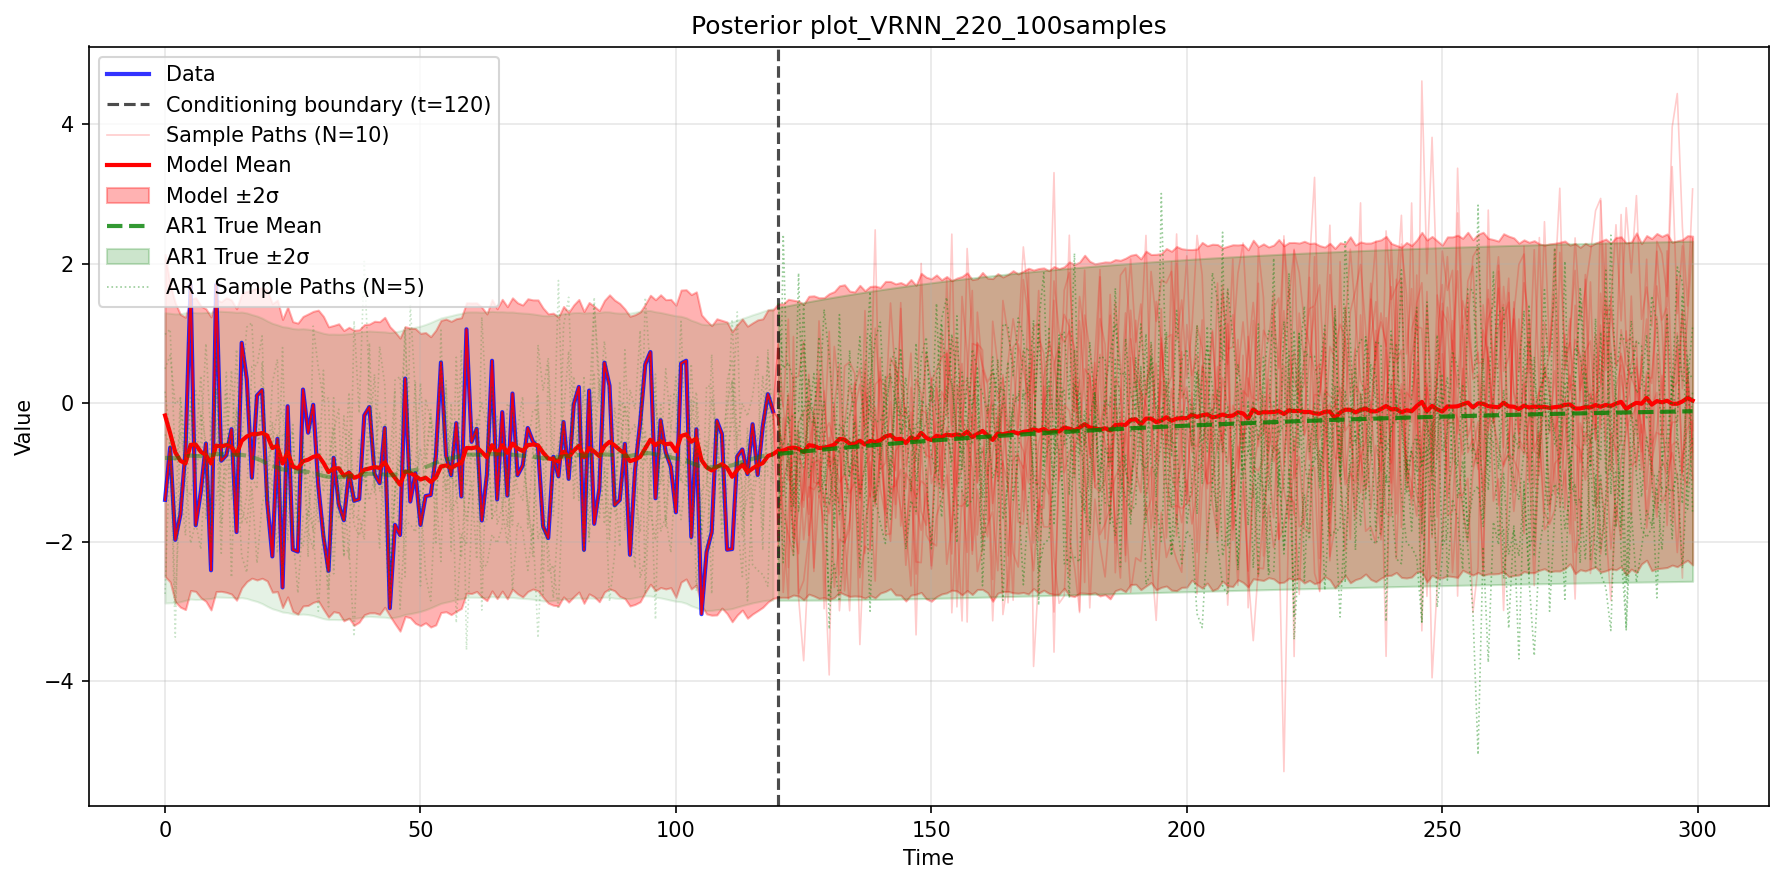 Posterior plot_VRNN_220_100samples
Data
Conditioning boundary (t=120)
Sample Paths (N=10)
Model Mean
Model ±2σ
AR1 True Mean
AR1 True ±2σ
AR1 Sample Paths (N=5)
Value
4
2
0
−2
−4
0 50 100 150 200 250 300
Time